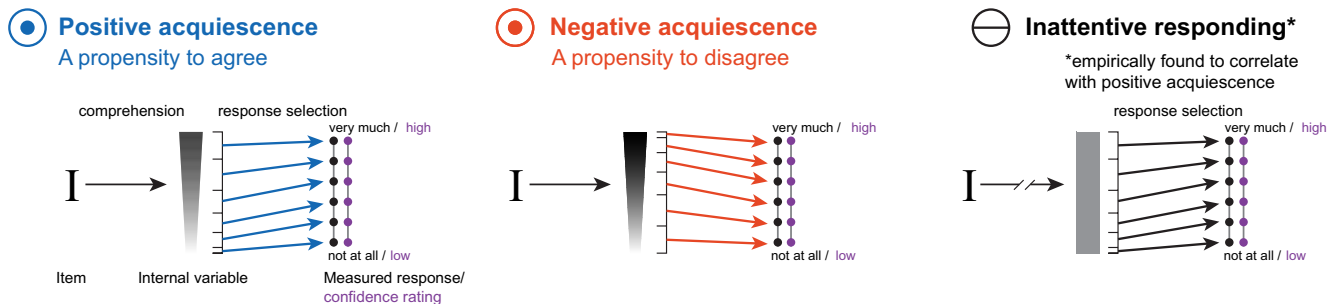 Positive acquiescence
A propensity to agree
comprehension
response selection
very much / high
I
not at all / low
Item
Internal variable
Measured response/
confidence rating
Negative acquiescence
A propensity to disagree
very much / high
I
not at all / low
Inattentive responding*
*empirically found to correlate
with positive acquiescence
response selection
very much / high
I
not at all / low